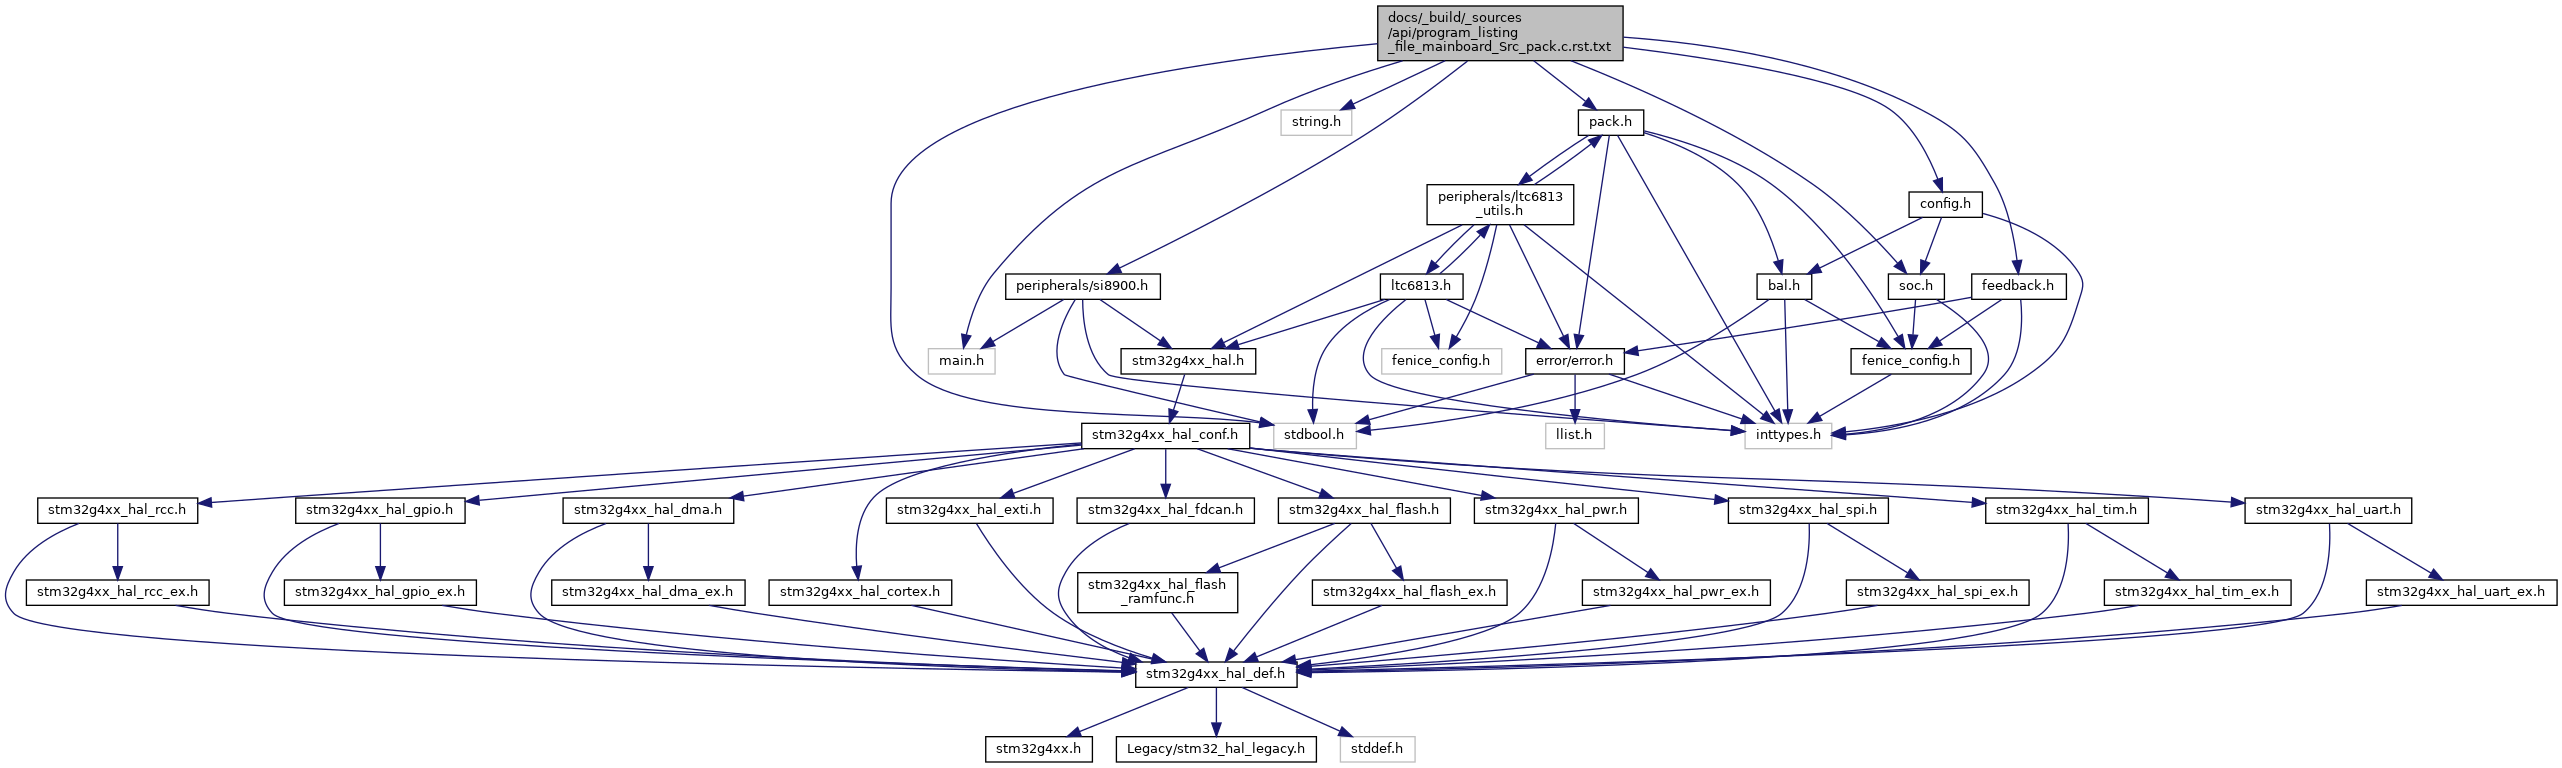 docs/_build/_sources
/api/program_listing
_file_mainboard_Src_pack.c.rst.txt
string.h
pack.h
peripherals/ltc6813
_utils.h
config.h
peripherals/si8900.h
ltc6813.h
bal.h
soc.h
feedback.h
main.h
stm32g4xx_hal.h
fenice_config.h
error/error.h
fenice_config.h
stm32g4xx_hal_conf.h
stdbool.h
llist.h
inttypes.h
stm32g4xx_hal_rcc.h
stm32g4xx_hal_gpio.h
stm32g4xx_hal_dma.h
stm32g4xx_hal_exti.h
stm32g4xx_hal_fdcan.h
stm32g4xx_hal_flash.h
stm32g4xx_hal_pwr.h
stm32g4xx_hal_spi.h
stm32g4xx_hal_tim.h
stm32g4xx_hal_uart.h
stm32g4xx_hal_rcc_ex.h
stm32g4xx_hal_gpio_ex.h
stm32g4xx_hal_dma_ex.h
stm32g4xx_hal_cortex.h
stm32g4xx_hal_flash
_ramfunc.h
stm32g4xx_hal_flash_ex.h
stm32g4xx_hal_pwr_ex.h
stm32g4xx_hal_spi_ex.h
stm32g4xx_hal_tim_ex.h
stm32g4xx_hal_uart_ex.h
stm32g4xx_hal_def.h
stm32g4xx.h
Legacy/stm32_hal_legacy.h
stddef.h